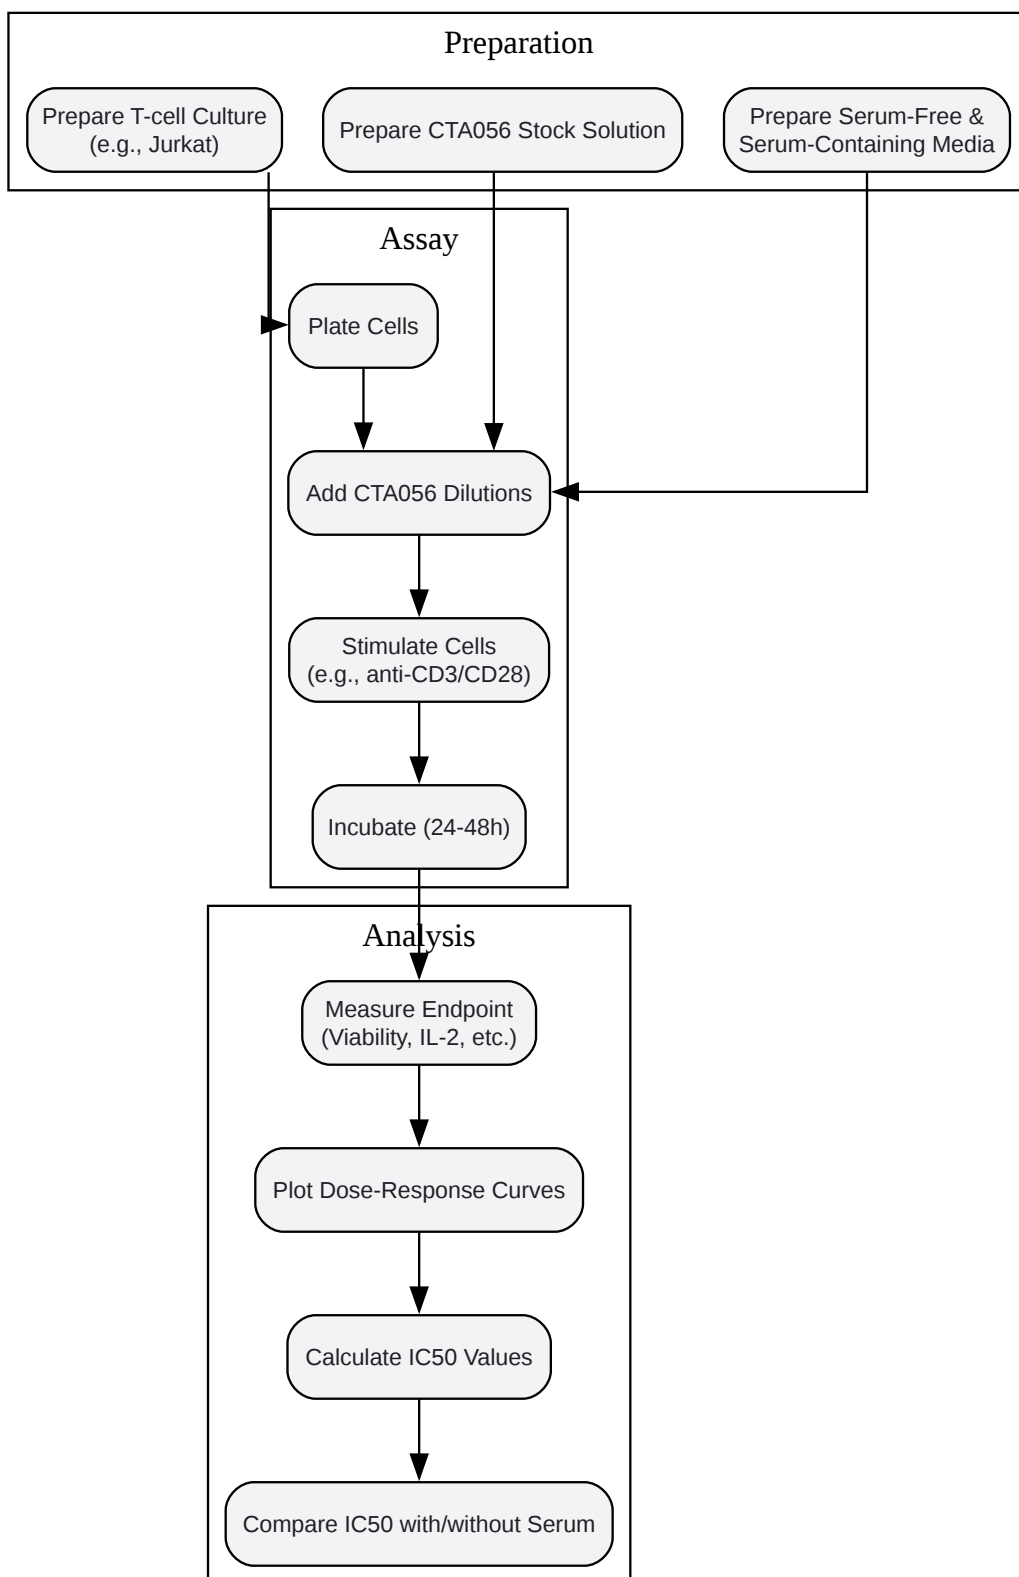 Preparation
Prepare T-cell Culture
(e.g., Jurkat)
Prepare CTA056 Stock Solution
Prepare Serum-Free &
Serum-Containing Media
Assay
Plate Cells
Add CTA056 Dilutions
Stimulate Cells
(e.g., anti-CD3/CD28)
Incubate (24-48h)
Analysis
Measure Endpoint
(Viability, IL-2, etc.)
Plot Dose-Response Curves
Calculate IC50 Values
Compare IC50 with/without Serum